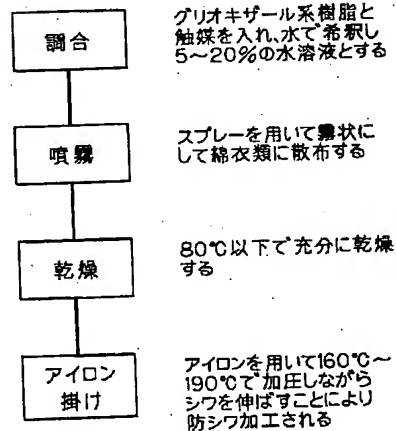 調合
グリオキザール系樹脂と
触媒を入れ、水で希釈し
5～20%の水溶液とする
噴霧
スプレーを用いて霧状に
して綿衣類に散布する
乾燥
80℃以下で充分に乾燥
する
アイロン
掛け
アイロンを用いて160℃～
190℃で加圧しながら
シワを伸ばすことにより
防シワ加工される